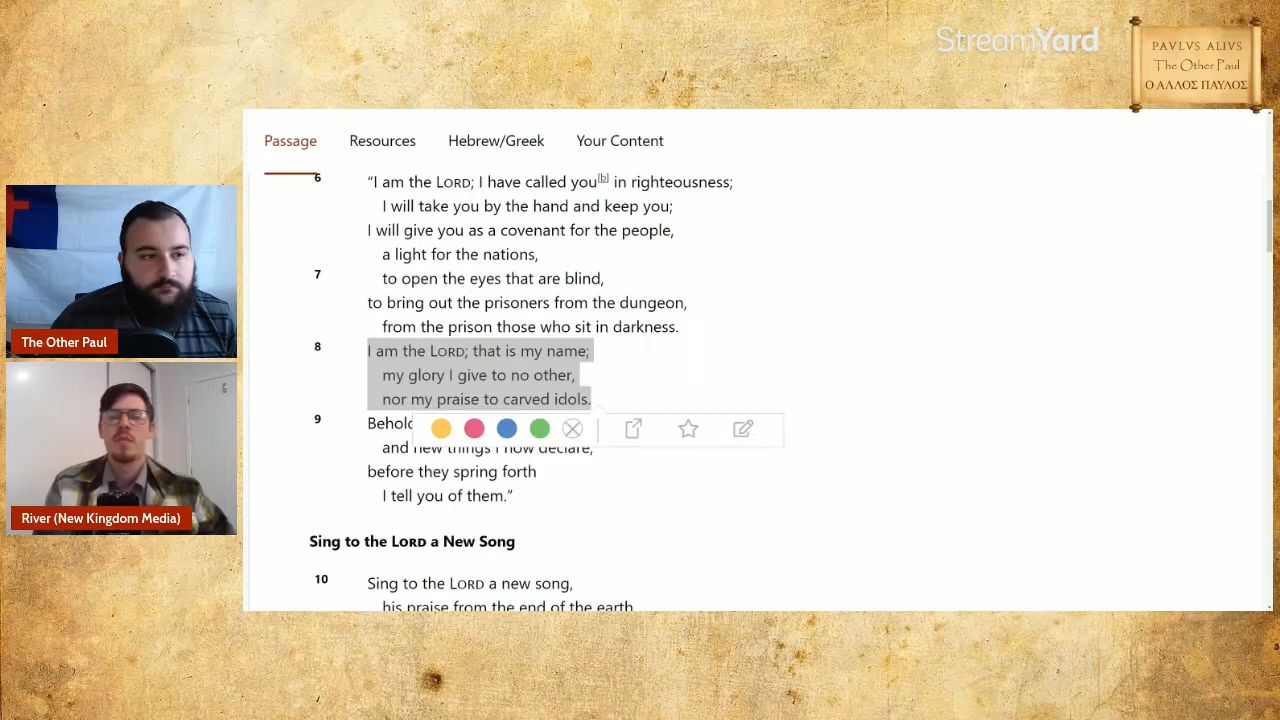 StreamYard
PAVLVS ALIVS
The Other Paul
Ο ΑΛΛΟΣ ΠΑΥΛΟΣ
Passage
Resources
Hebrew/Greek
Your Content
6
“I am the LORD; I have called you[b] in righteousness;
I will take you by the hand and keep you;
I will give you as a covenant for the people,
a light for the nations,
7
to open the eyes that are blind,
to bring out the prisoners from the dungeon,
from the prison those who sit in darkness.
8
I am the LORD; that is my name;
my glory I give to no other,
nor my praise to carved idols.
9
and new things I now declare,
before they spring forth
I tell you of them.”
Sing to the LORD a New Song
10
Sing to the LORD a new song,
his praise from the end of the earth
The Other Paul
River (New Kingdom Media)